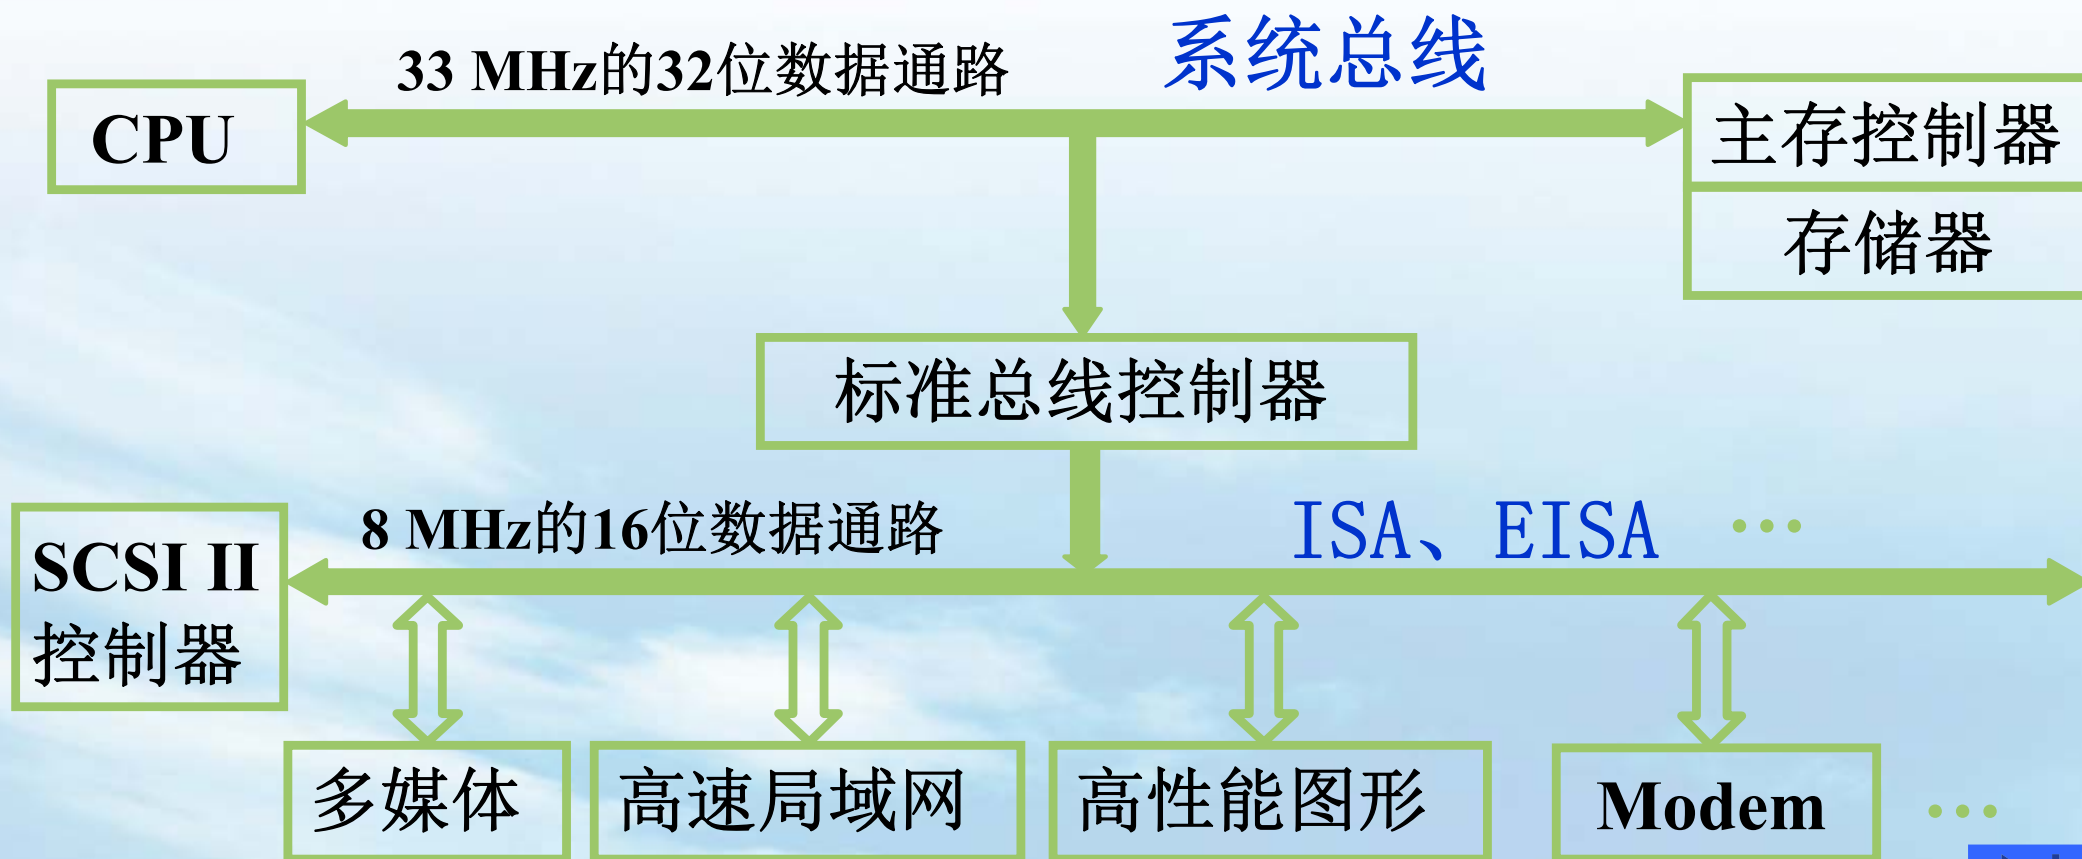 33 MHz的32位数据通路
系统总线
CPU
主存控制器
存储器
标准总线控制器
8 MHz的16位数据通路
ISA、EISA …
SCSI II
控制器
多媒体
高速局域网
高性能图形
Modem
…